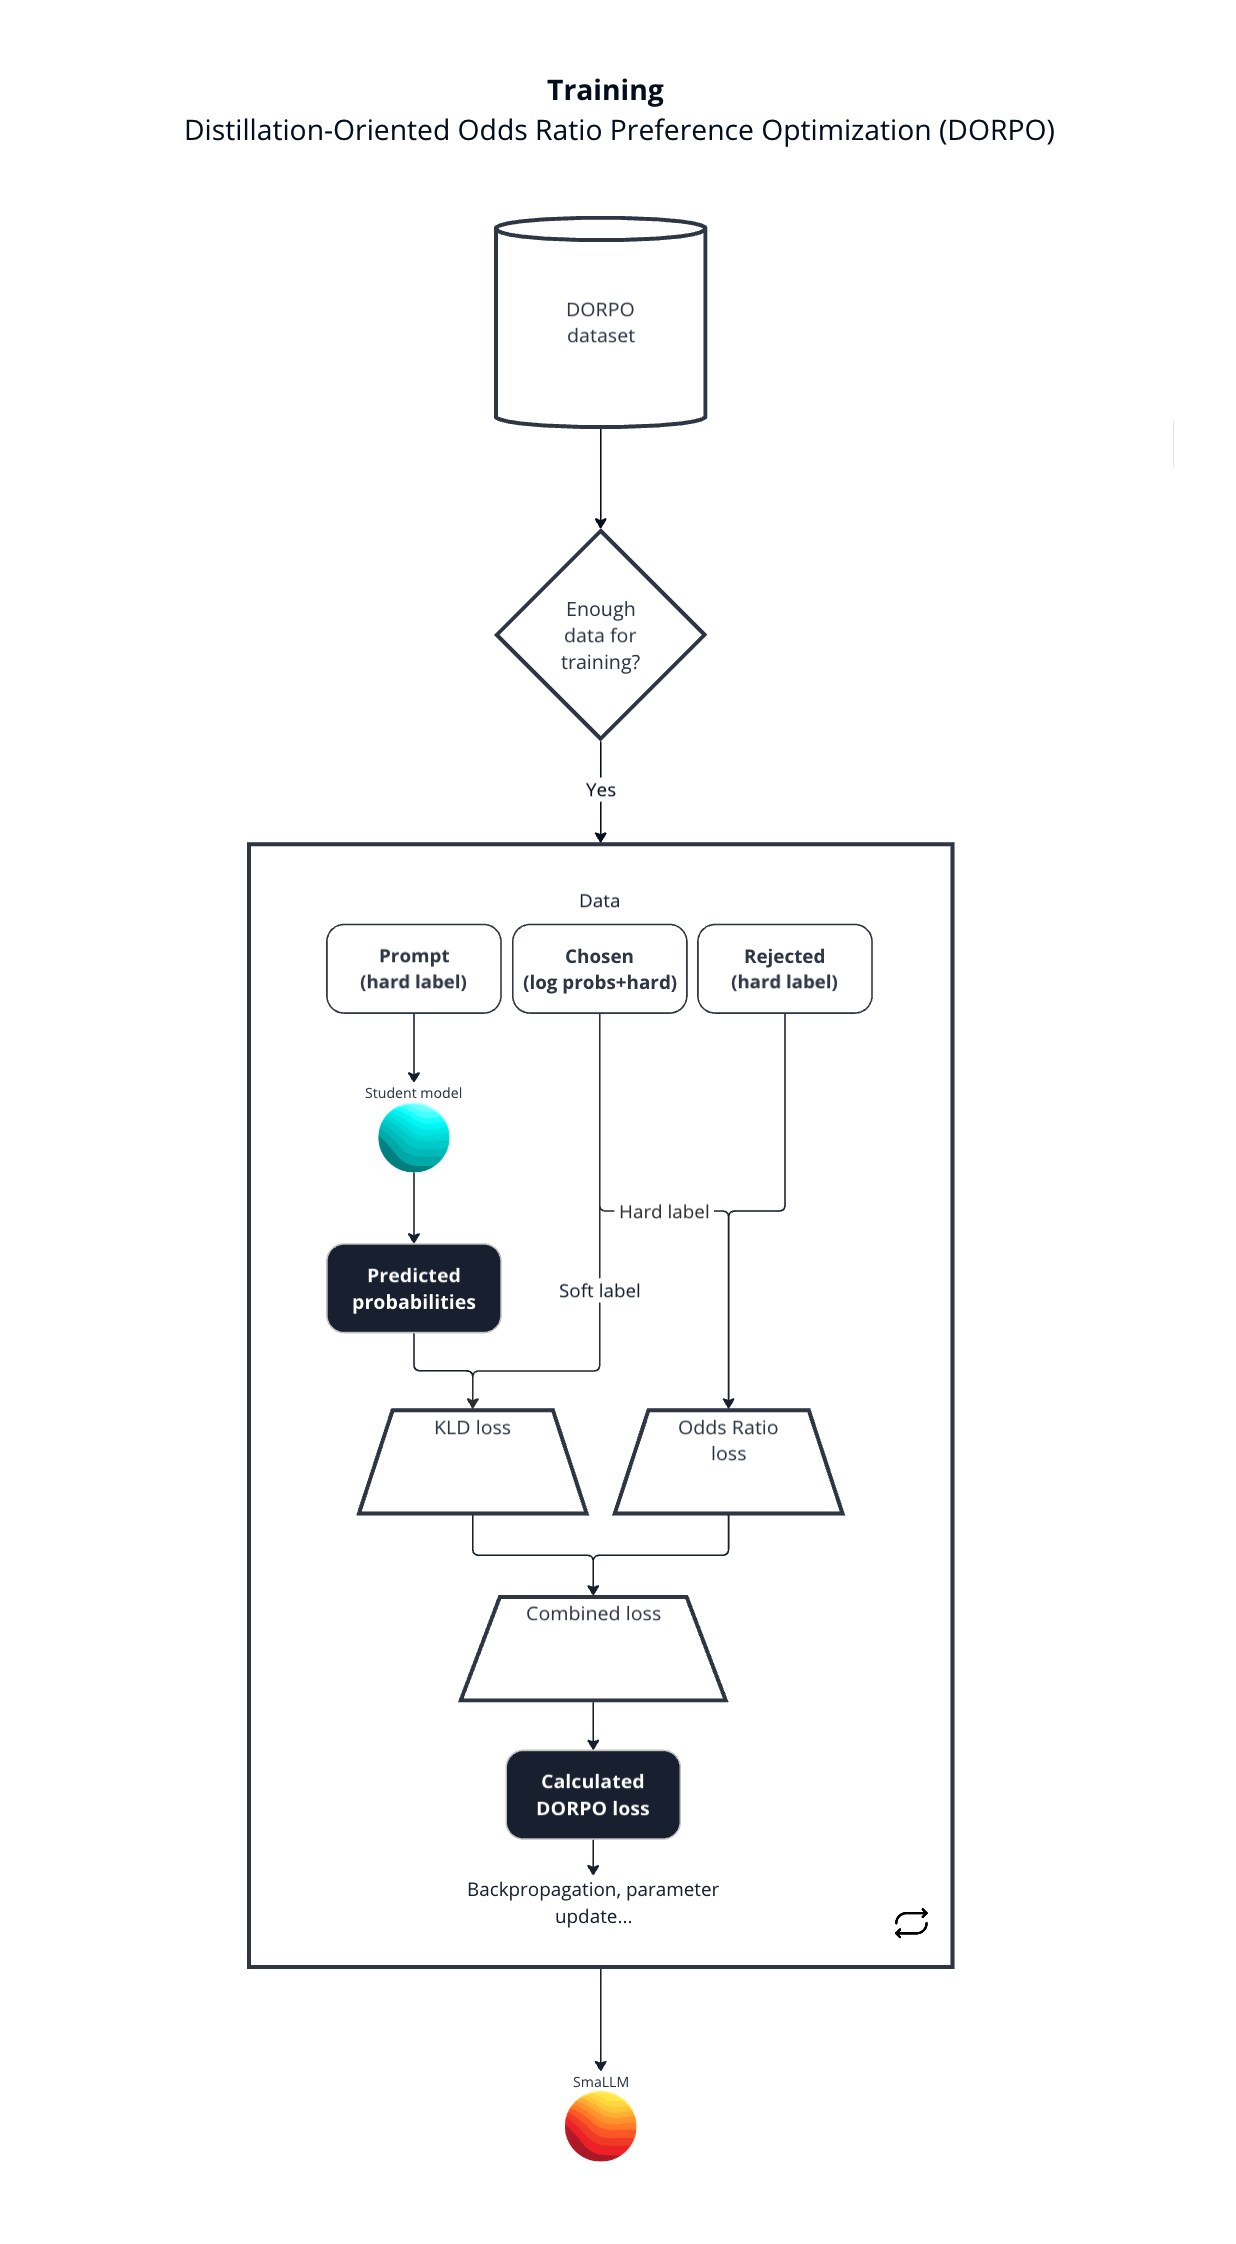 Training
Distillation-Oriented Odds Ratio Preference Optimization (DORPO)
DORPO
dataset
Enough
data for
training?
Yes
Data
Prompt
(hard label)
Chosen
(log probs+hard)
Rejected
(hard label)
Student model
Hard label
Predicted
probabilities
Soft label
KLD loss
Odds Ratio
loss
Combined loss
Calculated
DORPO loss
Backpropagation, parameter
update...
SmaLLM